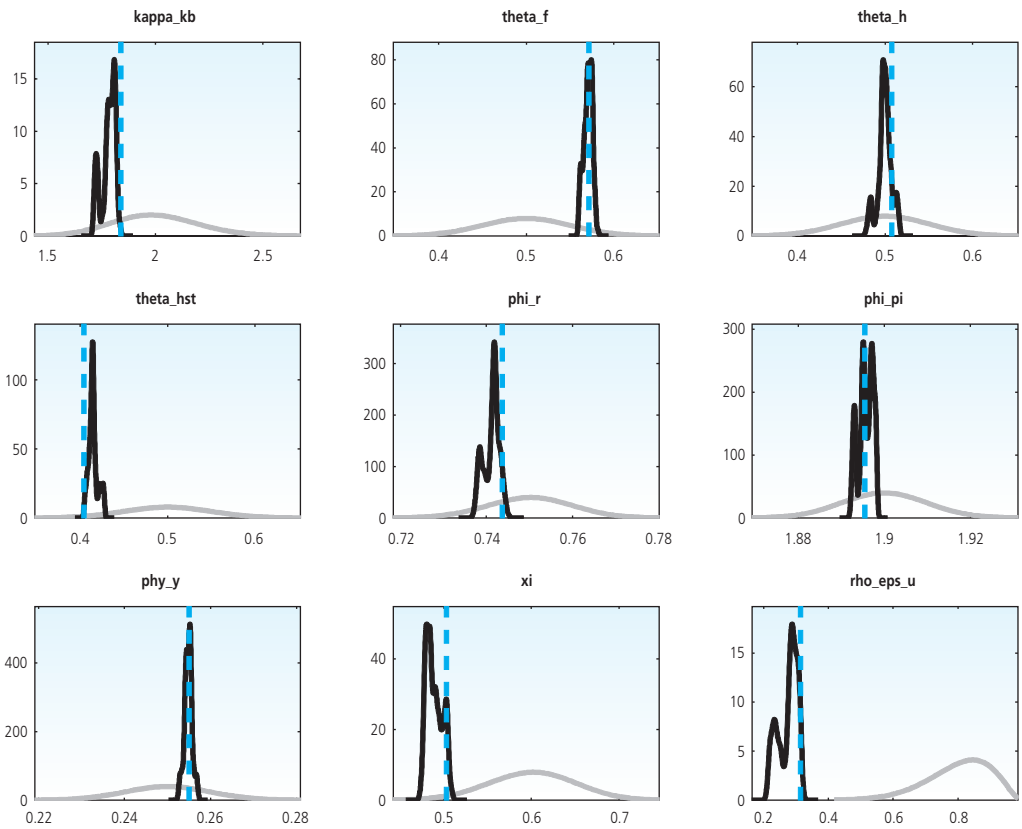 kappa_kb theta_f theta_h
15 80 60
10 60 40
5 40 20
0 20 0
0
1.5 2 2.5 0.4 0.5 0.6 0.4 0.5 0.6
theta_hst phi_r phi_pi
100 300 300
50 200 200
0 100 100
0 0
0.4 0.5 0.6 0.72 0.74 0.76 0.78 1.88 1.9 1.92
phy_y xi rho_eps_u
400 40 15
200 20 10
0 0 5
0
0.22 0.24 0.26 0.28 0.5 0.6 0.7 0.2 0.4 0.6 0.8